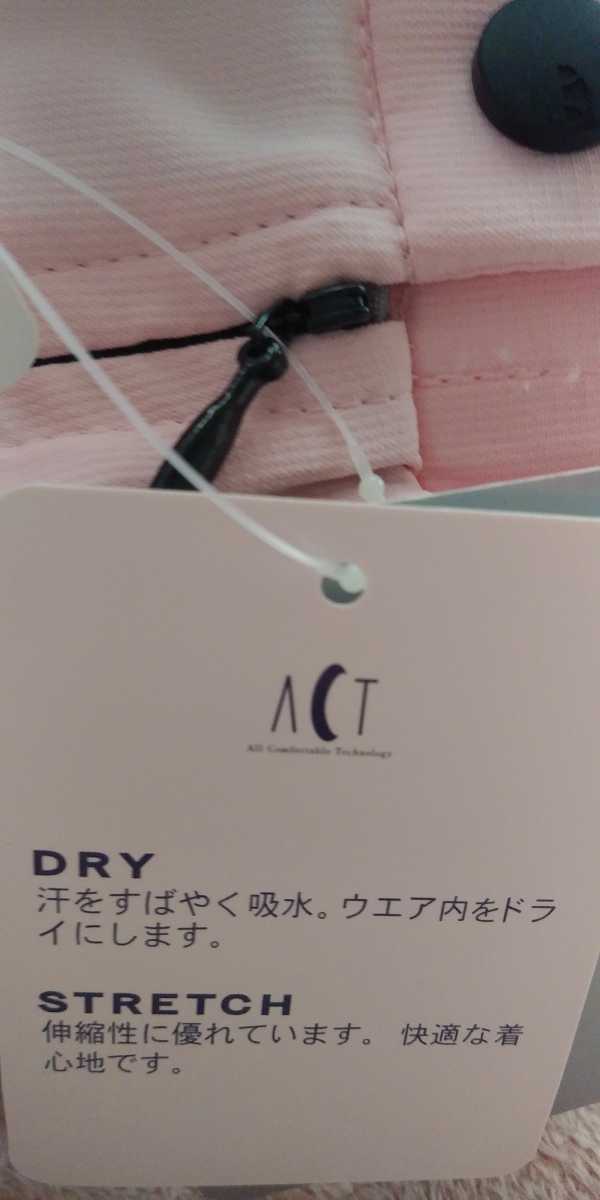 ACT
All Comfortable Technology
DRY
汗をすばやく吸水。ウエア内をドラ
イにします。
STRETCH
伸縮性に優れています。 快適な着
心地です。